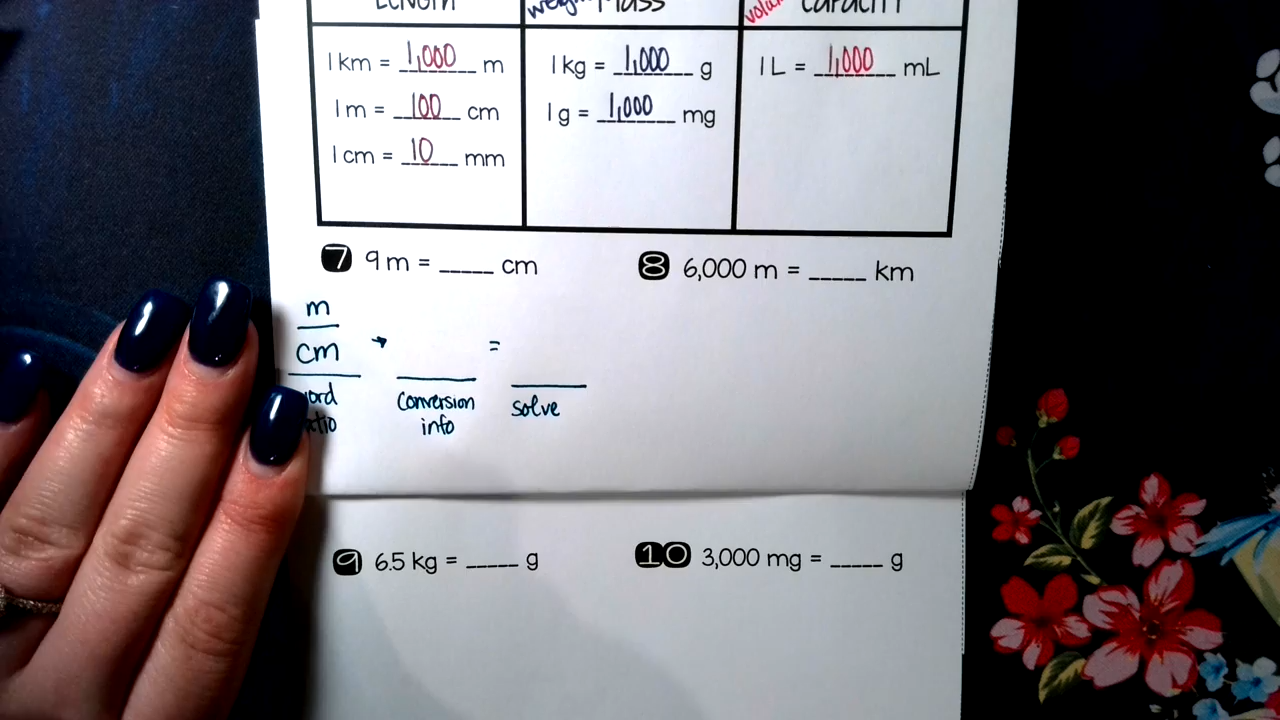 1 km = 1,000 m
1 m = 100 cm
1 cm = 10 mm
1 kg = 1,000 g
1 g = 1,000 mg
1 L = 1,000 mL
7 9 m = _____ cm
8 6,000 m = _____ km
m
cm
→ =
conversion
info
solve
9 6.5 kg = _____ g
10 3,000 mg = _____ g